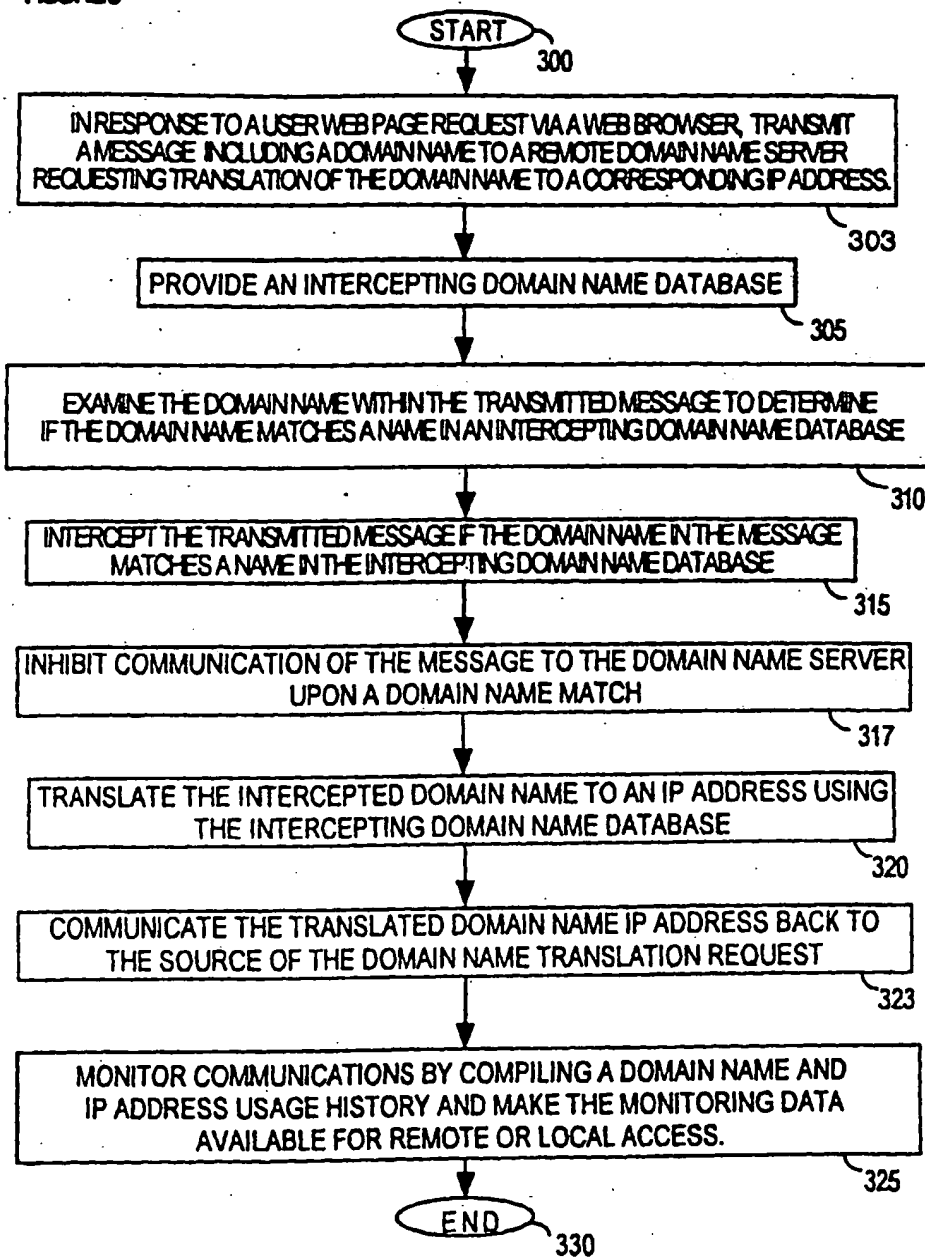 START
300
IN RESPONSE TO A USER WEB PAGE REQUEST VIA A WEB BROWSER, TRANSMIT
A MESSAGE INCLUDING A DOMAIN NAME TO A REMOTE DOMAIN NAME SERVER
REQUESTING TRANSLATION OF THE DOMAIN NAME TO A CORRESPONDING IP ADDRESS.
303
PROVIDE AN INTERCEPTING DOMAIN NAME DATABASE
305
EXAMINE THE DOMAIN NAME WITHIN THE TRANSMITTED MESSAGE TO DETERMINE
IF THE DOMAIN NAME MATCHES A NAME IN AN INTERCEPTING DOMAIN NAME DATABASE
310
INTERCEPT THE TRANSMITTED MESSAGE IF THE DOMAIN NAME IN THE MESSAGE
MATCHES A NAME IN THE INTERCEPTING DOMAIN NAME DATABASE
315
INHIBIT COMMUNICATION OF THE MESSAGE TO THE DOMAIN NAME SERVER
UPON A DOMAIN NAME MATCH
317
TRANSLATE THE INTERCEPTED DOMAIN NAME TO AN IP ADDRESS USING
THE INTERCEPTING DOMAIN NAME DATABASE
320
COMMUNICATE THE TRANSLATED DOMAIN NAME IP ADDRESS BACK TO
THE SOURCE OF THE DOMAIN NAME TRANSLATION REQUEST
323
MONITOR COMMUNICATIONS BY COMPILING A DOMAIN NAME AND
IP ADDRESS USAGE HISTORY AND MAKE THE MONITORING DATA
AVAILABLE FOR REMOTE OR LOCAL ACCESS.
325
END
330